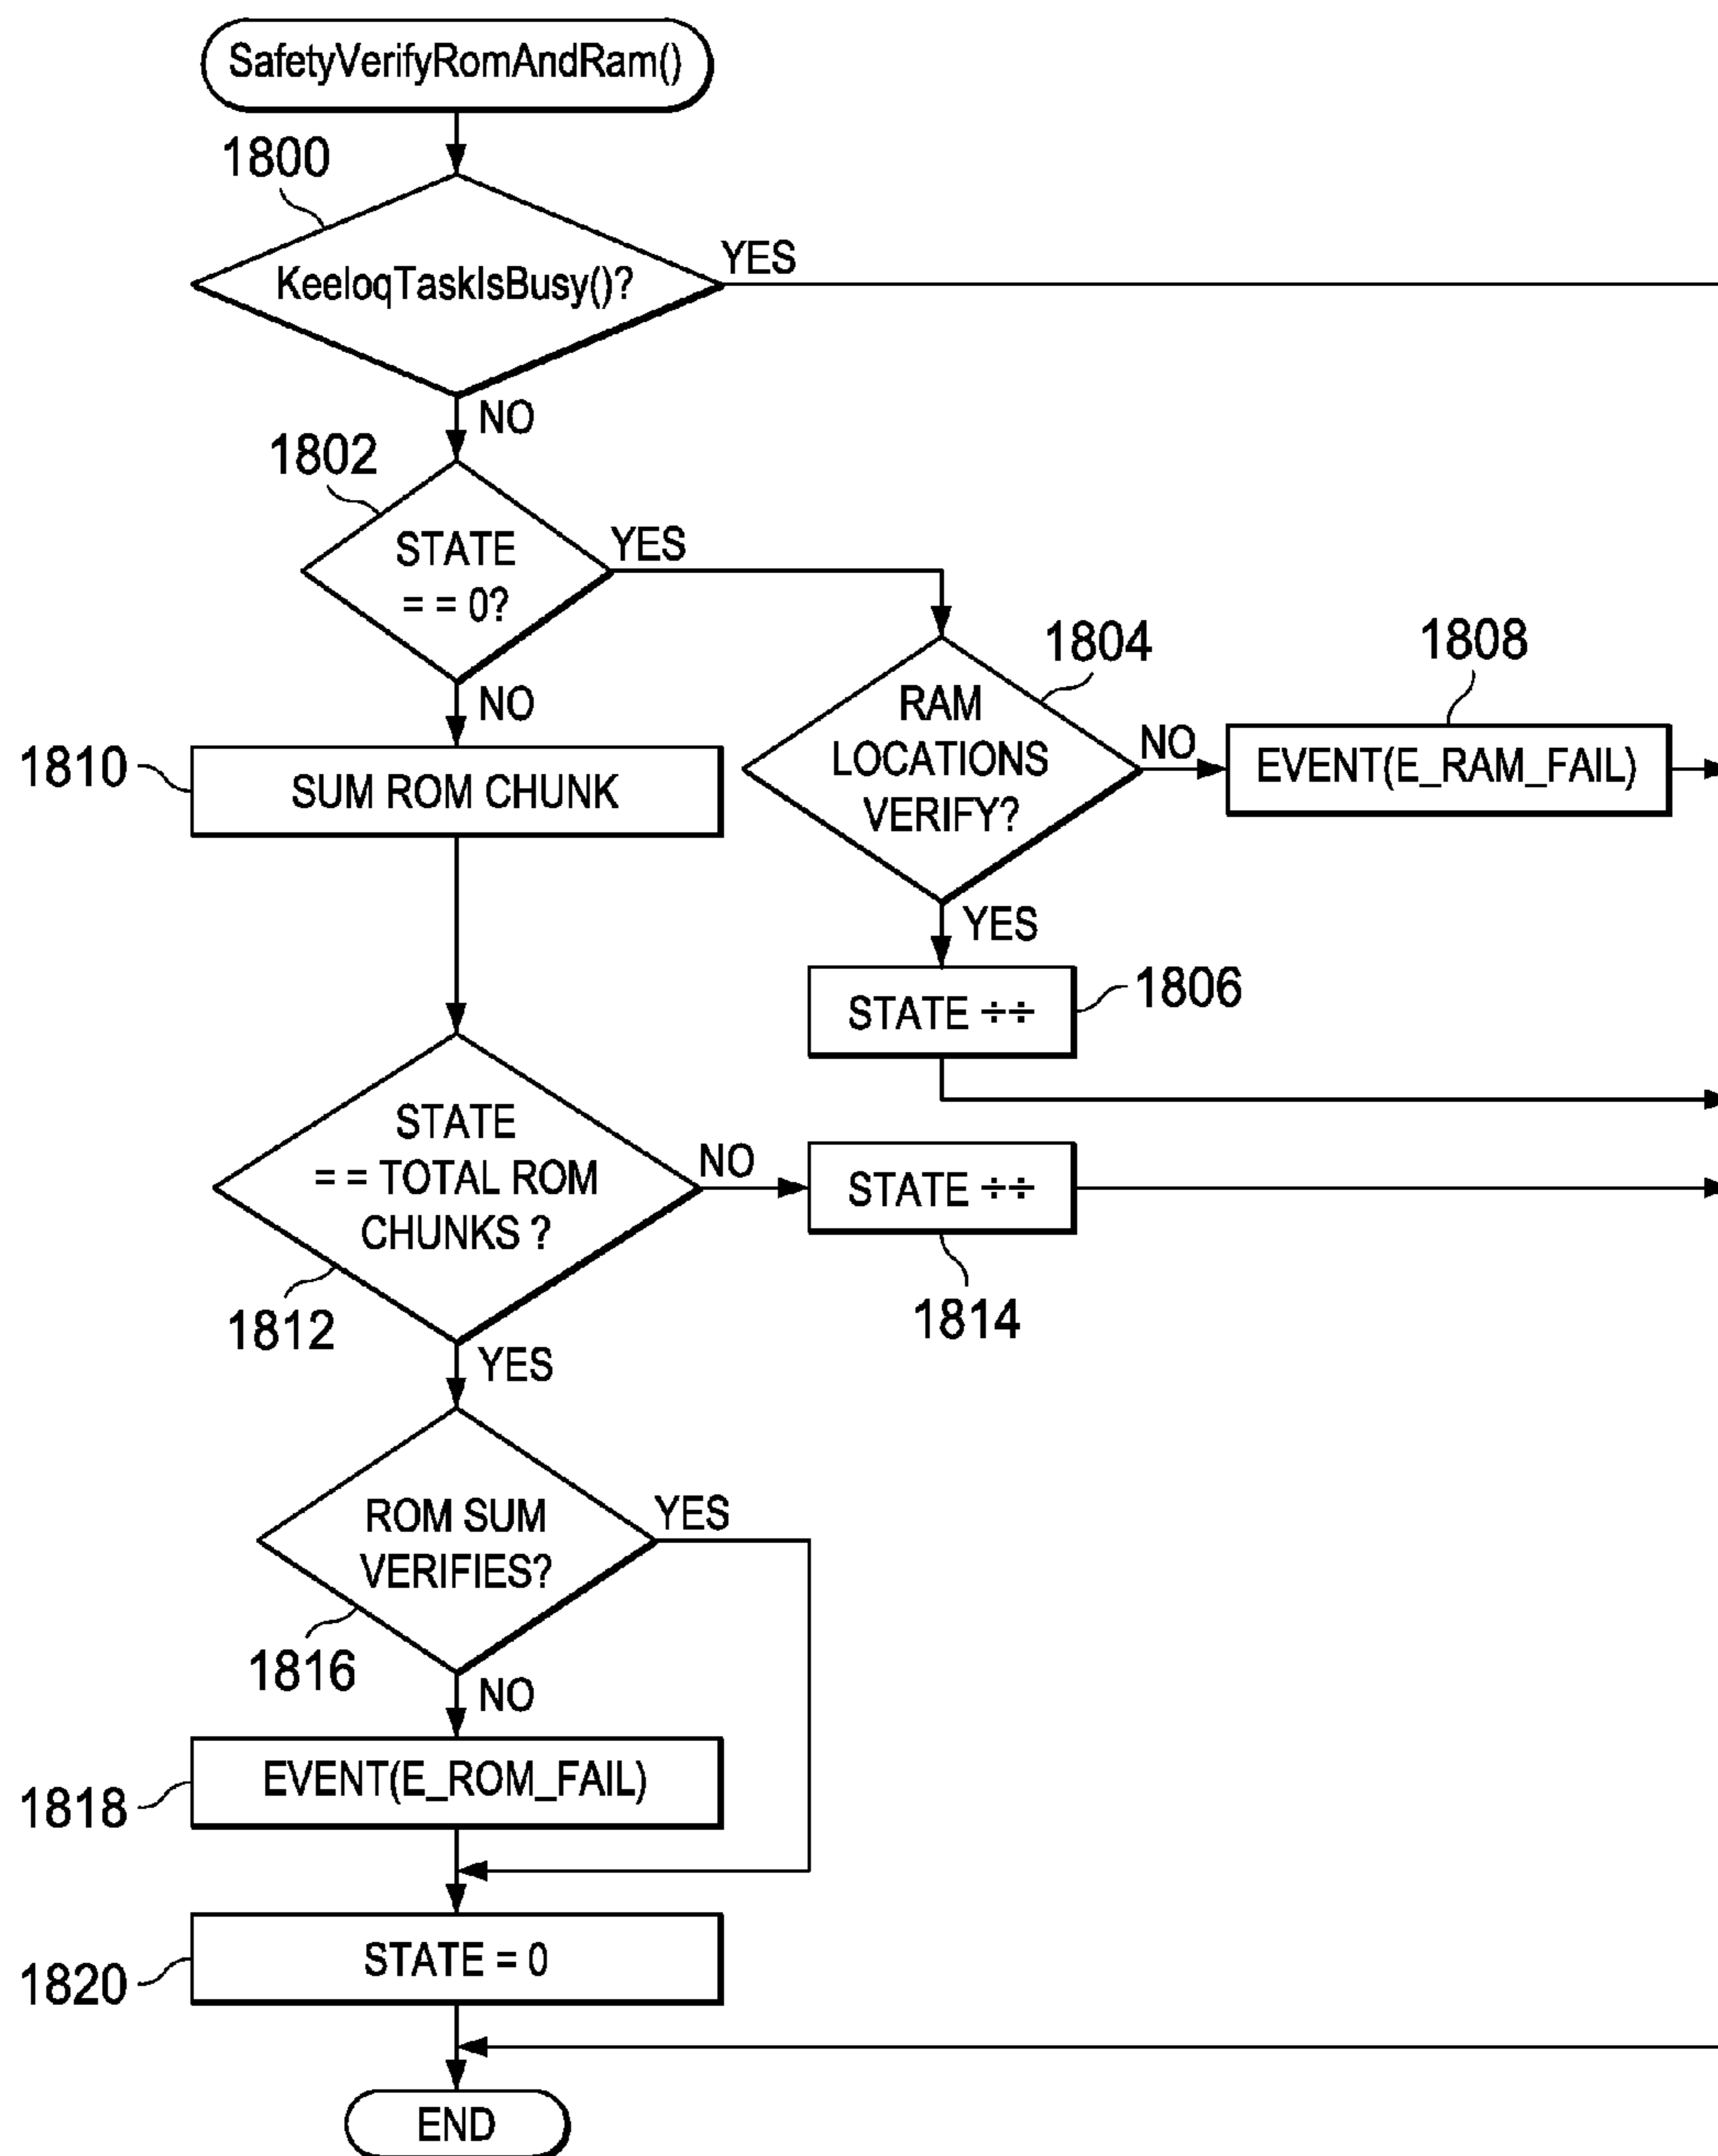 SafetyVerifyRomAndRam()
1800
KeeloqTaskIsBusy()?
YES
NO
1802
STATE
= = 0?
YES
NO
1804
RAM
LOCATIONS
VERIFY?
NO
1808
EVENT(E_RAM_FAIL)
1810
SUM ROM CHUNK
YES
1806
STATE ÷÷
STATE
= = TOTAL ROM
CHUNKS ?
NO
STATE ÷÷
1812
1814
YES
ROM SUM
VERIFIES?
YES
1816
NO
1818
EVENT(E_ROM_FAIL)
1820
STATE = 0
END